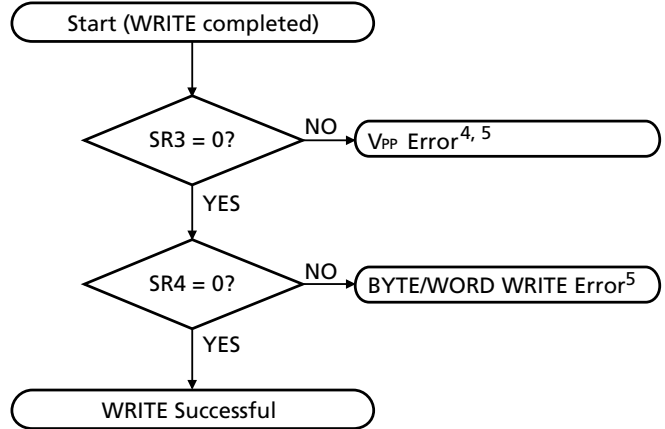 Start (WRITE completed)
SR3 = 0?
NO
VPP Error4, 5
YES
SR4 = 0?
NO
BYTE/WORD WRITE Error5
YES
WRITE Successful